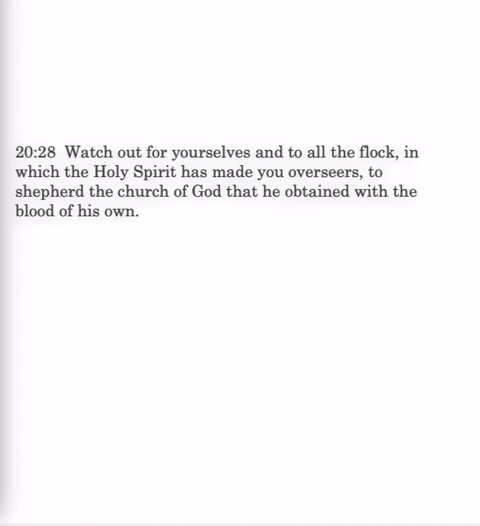 20:28 Watch out for yourselves and to all the flock, in
which the Holy Spirit has made you overseers, to
shepherd the church of God that he obtained with the
blood of his own.